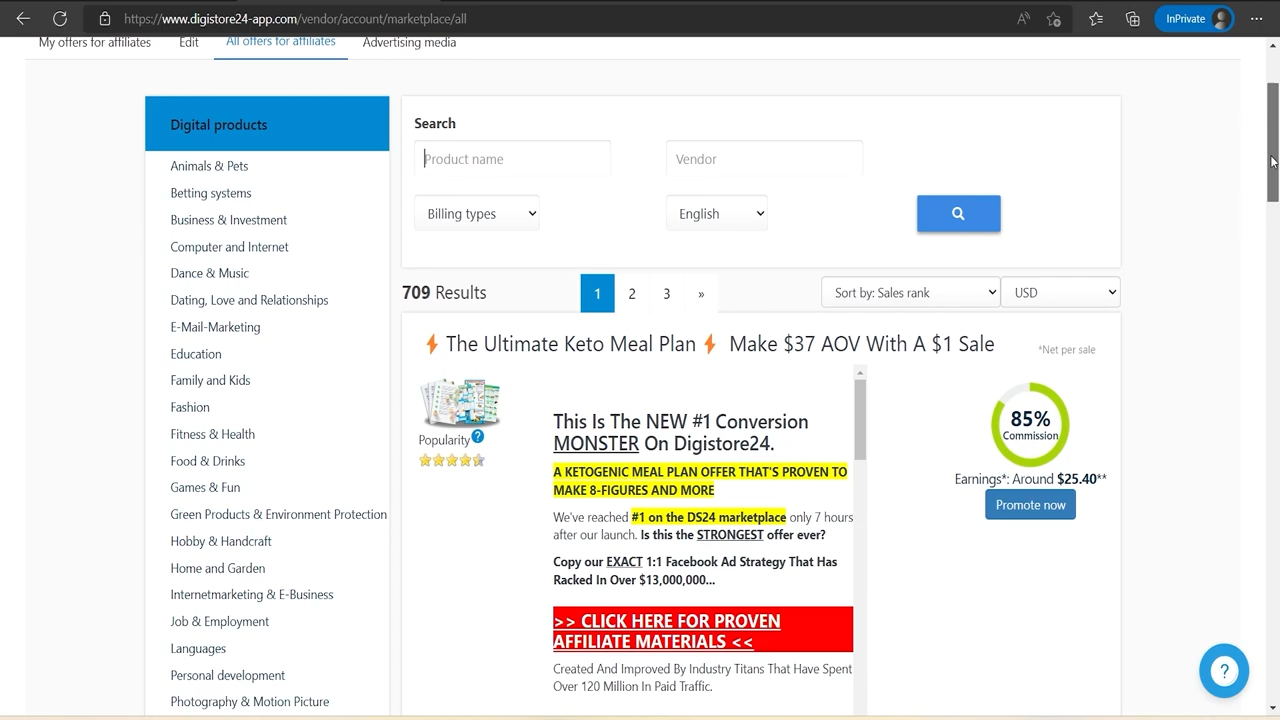 https://www.digistore24-app.com/vendor/account/marketplace/all
InPrivate
My offers for affiliates
Edit
All offers for affiliates
Advertising media
Digital products
Animals & Pets
Betting systems
Business & Investment
Computer and Internet
Dance & Music
Dating, Love and Relationships
E-Mail-Marketing
Education
Family and Kids
Fashion
Fitness & Health
Food & Drinks
Games & Fun
Green Products & Environment Protection
Hobby & Handcraft
Home and Garden
Internetmarketing & E-Business
Job & Employment
Languages
Personal development
Photography & Motion Picture
Search
Product name
Vendor
Billing types
English
709 Results
1 2 3 »
Sort by: Sales rank
USD
The Ultimate Keto Meal Plan Make $37 AOV With A $1 Sale
*Net per sale
Popularity ?
This Is The NEW #1 Conversion
MONSTER On Digistore24.
A KETOGENIC MEAL PLAN OFFER THAT'S PROVEN TO
MAKE 8-FIGURES AND MORE
We've reached #1 on the DS24 marketplace only 7 hours
after our launch. Is this the STRONGEST offer ever?
Copy our EXACT 1:1 Facebook Ad Strategy That Has
Racked In Over $13,000,000...
>> CLICK HERE FOR PROVEN
AFFILIATE MATERIALS <<
Created And Improved By Industry Titans That Have Spent
Over 120 Million In Paid Traffic.
85%
Commission
Earnings*: Around $25.40**
Promote now
?